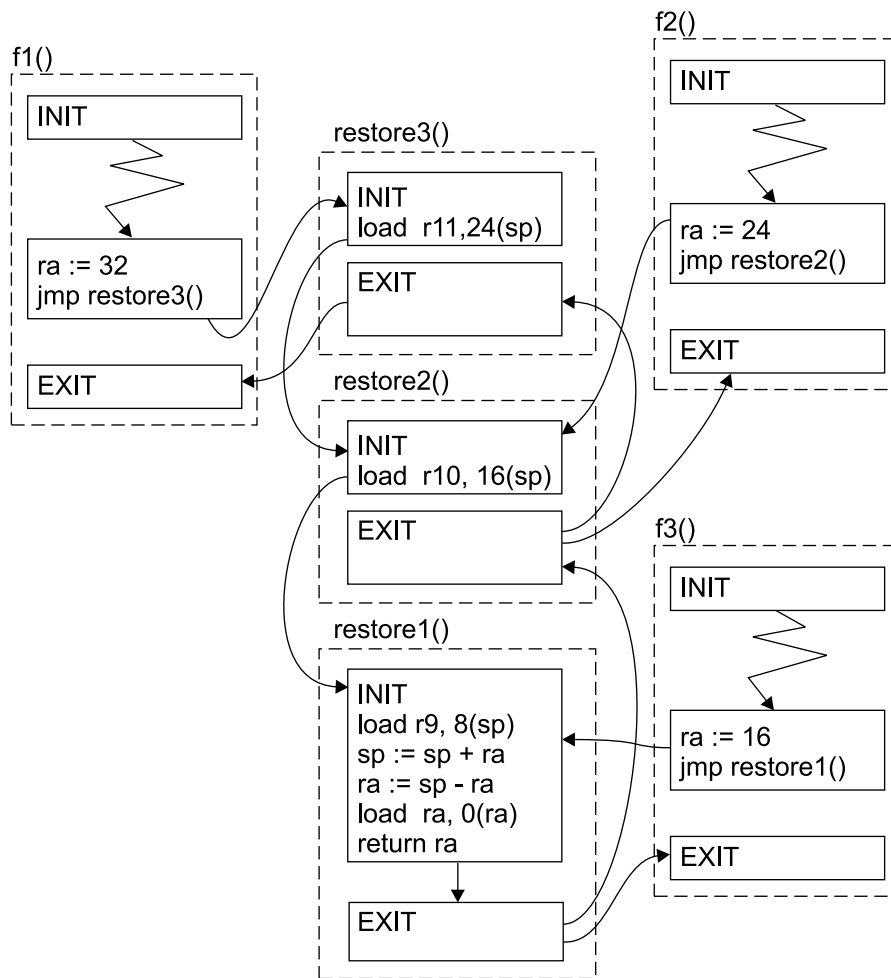 f1()
INIT
ra := 32
jmp restore3()
EXIT
restore3()
INIT
load  r11,24(sp)
EXIT
restore2()
INIT
load  r10, 16(sp)
EXIT
restore1()
INIT
load r9, 8(sp)
sp := sp + ra
ra := sp - ra
load  ra, 0(ra)
return ra
EXIT
f2()
INIT
ra := 24
jmp restore2()
EXIT
f3()
INIT
ra := 16
jmp restore1()
EXIT